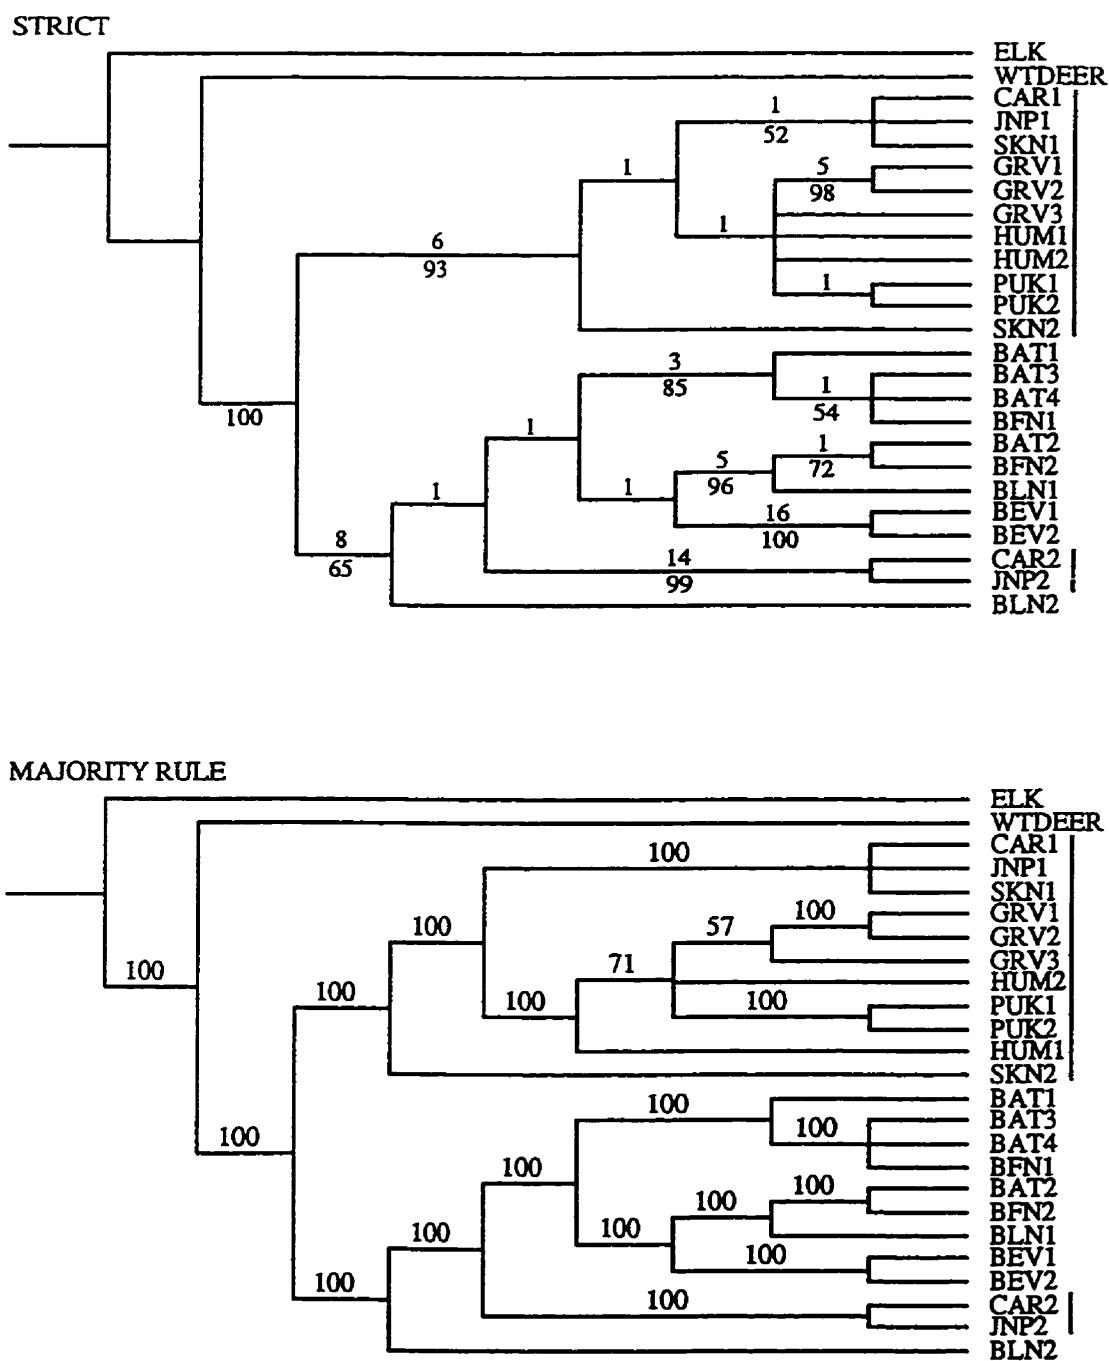 STRICT
ELK
WTDEER
CAR1
1
JNP1
52
SKN1
1
5
GRV1
98
GRV2
GRV3
1
HUM1
6
HUM2
93
1
PUK1
PUK2
SKN2
3
BAT1
85
1
BAT3
BAT4
100
54
BFN1
1
1
BAT2
5
72
BFN2
1
1
96
BLN1
16
BEV1
8
100
BEV2
65
14
CAR2
99
JNP2
BLN2
MAJORITY RULE
ELK
WTDEER
100
CAR1
JNP1
SKN1
100
57
100
GRV1
GRV2
100
71
GRV3
100
HUM2
100
100
PUK1
PUK2
HUM1
SKN2
100
BAT1
100
100
BAT3
BAT4
100
BFN1
100
100
BAT2
BFN2
100
100
BLN1
100
BEV1
100
BEV2
100
CAR2
JNP2
BLN2